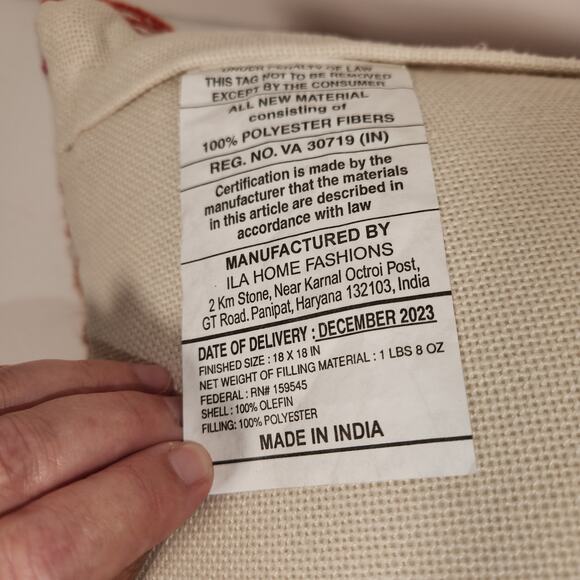 UNDER PENALTY OF LAW
THIS TAG NOT TO BE REMOVED
EXCEPT BY THE CONSUMER
ALL NEW MATERIAL
consisting of
100% POLYESTER FIBERS
REG. NO. VA 30719 (IN)
Certification is made by the
manufacturer that the materials
in this article are described in
accordance with law
MANUFACTURED BY
ILA HOME FASHIONS
2 Km Stone, Near Karnal Octroi Post,
GT Road. Panipat, Haryana 132103, India
DATE OF DELIVERY : DECEMBER 2023
FINISHED SIZE : 18 X 18 IN
NET WEIGHT OF FILLING MATERIAL : 1 LBS 8 OZ
FEDERAL : RN# 159545
SHELL : 100% OLEFIN
FILLING: 100% POLYESTER
MADE IN INDIA